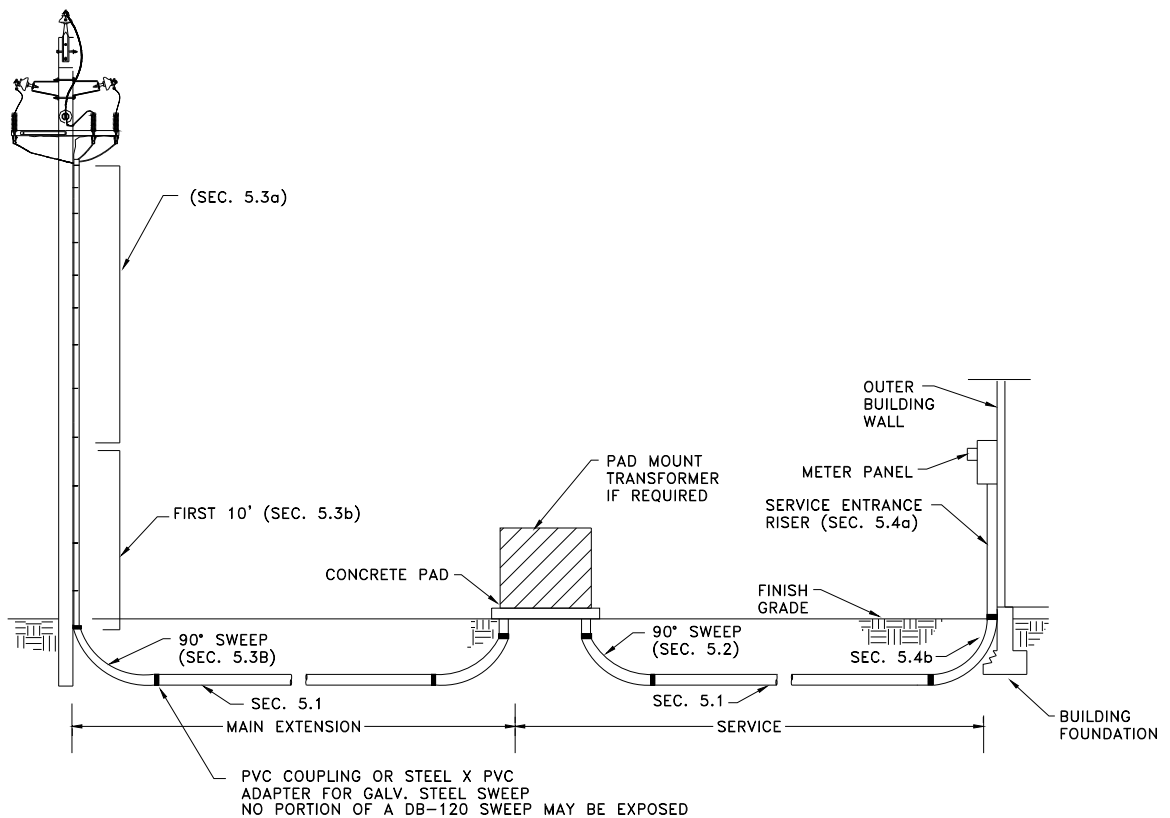 (SEC. 5.3a)
OUTER
BUILDING
WALL
PAD MOUNT
TRANSFORMER
IF REQUIRED
METER PANEL
FIRST 10' (SEC. 5.3b)
SERVICE ENTRANCE
RISER (SEC. 5.4a)
CONCRETE PAD
FINISH
GRADE
90° SWEEP
(SEC. 5.3B)
90° SWEEP
(SEC. 5.2)
SEC. 5.4b
SEC. 5.1
SEC. 5.1
MAIN EXTENSION
SERVICE
BUILDING
FOUNDATION
PVC COUPLING OR STEEL X PVC
ADAPTER FOR GALV. STEEL SWEEP
NO PORTION OF A DB-120 SWEEP MAY BE EXPOSED